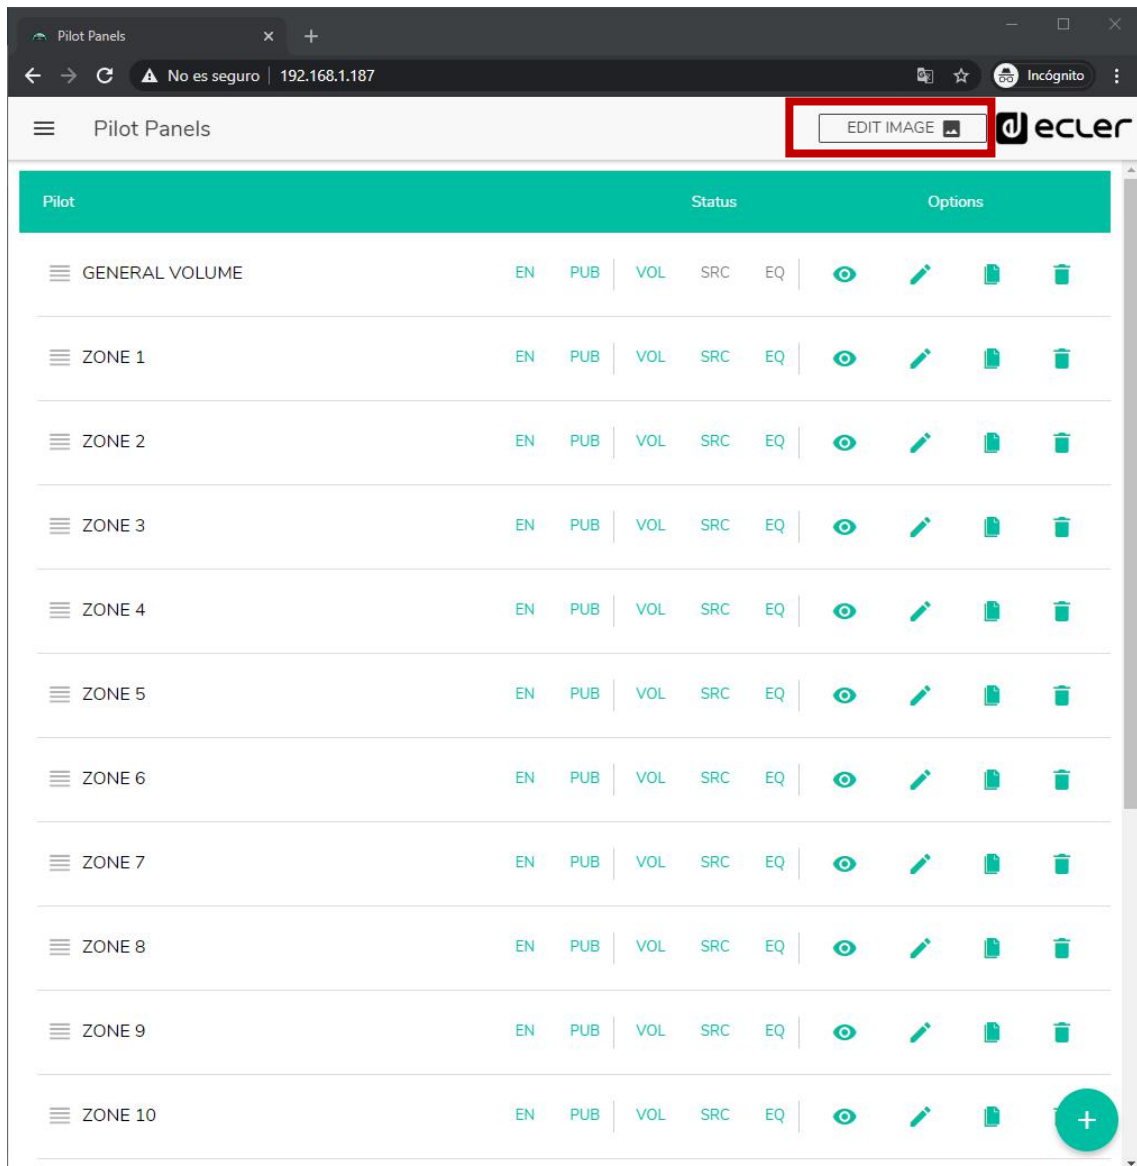 Pilot Panels
No es seguro 192.168.1.187 Incógnito
Pilot Panels EDIT IMAGE ecler
Pilot Status Options
GENERAL VOLUME EN PUB VOL SRC EQ
ZONE 1 EN PUB VOL SRC EQ
ZONE 2 EN PUB VOL SRC EQ
ZONE 3 EN PUB VOL SRC EQ
ZONE 4 EN PUB VOL SRC EQ
ZONE 5 EN PUB VOL SRC EQ
ZONE 6 EN PUB VOL SRC EQ
ZONE 7 EN PUB VOL SRC EQ
ZONE 8 EN PUB VOL SRC EQ
ZONE 9 EN PUB VOL SRC EQ
ZONE 10 EN PUB VOL SRC EQ